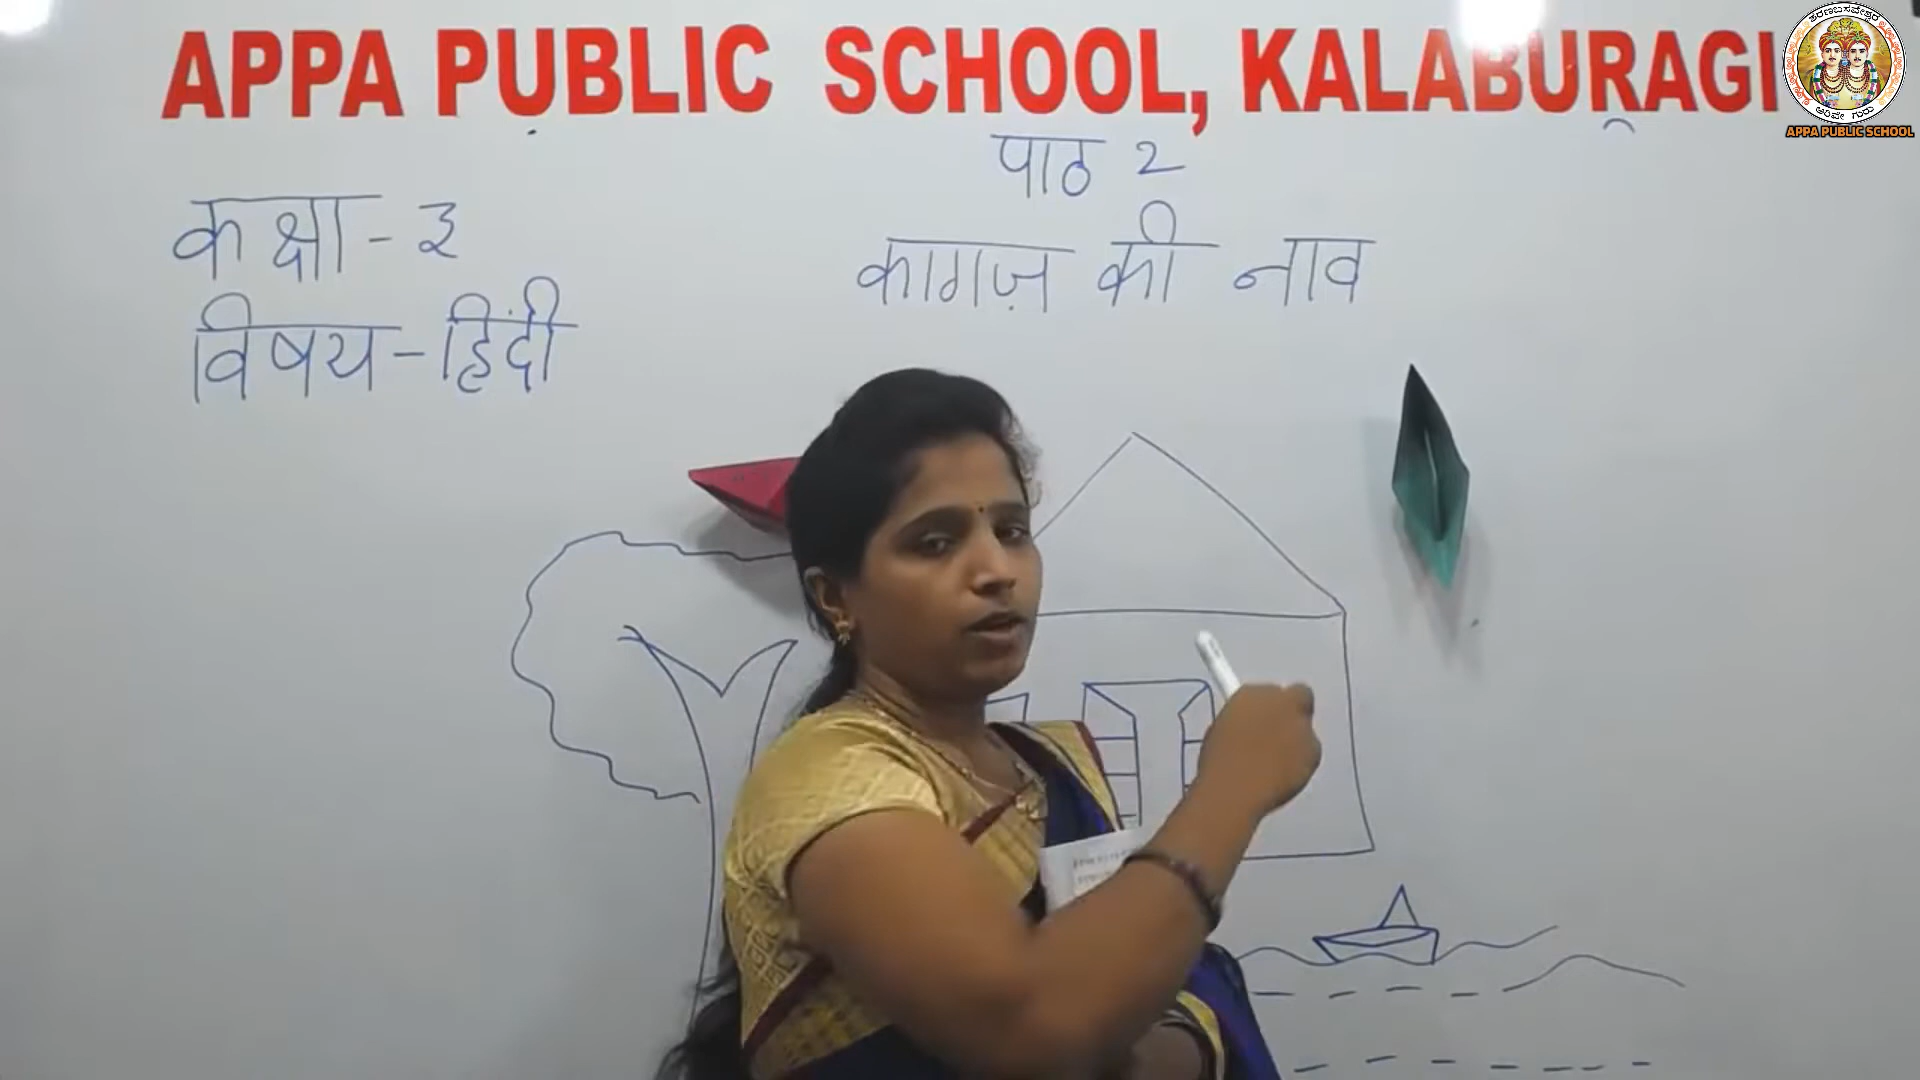 APPA PUBLIC SCHOOL, KALABURAGI
APPA PUBLIC SCHOOL
पाठ 2
कागज़ की नाव
कक्षा - ३
विषय - हिंदी